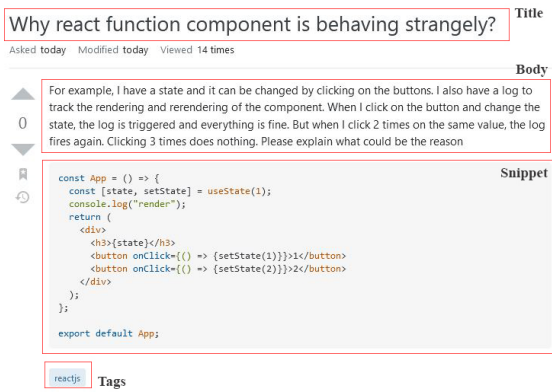 Why react function component is behaving strangely?
Title
Asked today Modified today Viewed 14 times
Body
For example, I have a state and it can be changed by clicking on the buttons. I also have a log to
track the rendering and rerendering of the component. When I click on the button and change the
state, the log is triggered and everything is fine. But when I click 2 times on the same value, the log
fires again. Clicking 3 times does nothing. Please explain what could be the reason
0
Snippet
const App = () => {
  const [state, setState] = useState(1);
  console.log("render");
  return (
    <div>
      <h3>{state}</h3>
      <button onClick={() => {setState(1)}}>1</button>
      <button onClick={() => {setState(2)}}>2</button>
    </div>
  );
};
export default App;
reactjs
Tags